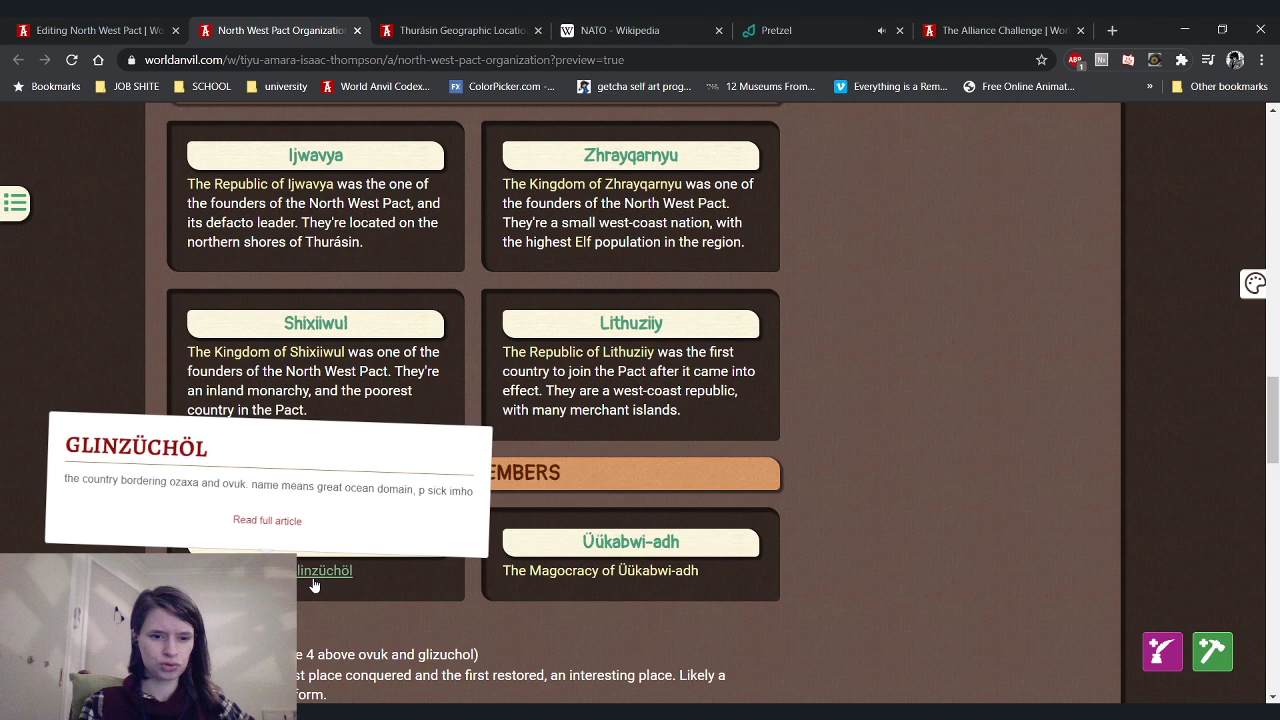 Editing North West Pact | Wo
North West Pact Organizatio
Thurásin Geographic Locatio
NATO - Wikipedia
Pretzel
The Alliance Challenge | Wo
worldanvil.com/w/tiyu-amara-isaac-thompson/a/north-west-pact-organization?preview=true
Bookmarks
JOB SHITE
SCHOOL
university
World Anvil Codex...
ColorPicker.com -...
getcha self art prog...
12 Museums From...
Everything is a Rem...
Free Online Animat...
Other bookmarks
Ijwavya
The Republic of Ijwavya was the one of
the founders of the North West Pact, and
its defacto leader. They're located on the
northern shores of Thurásin.
Zhrayqarnyu
The Kingdom of Zhrayqarnyu was one of
the founders of the North West Pact.
They're a small west-coast nation, with
the highest Elf population in the region.
Shixiiwul
The Kingdom of Shixiiwul was one of the
founders of the North West Pact. They're
an inland monarchy, and the poorest
country in the Pact.
Lithuziiy
The Republic of Lithuziiy was the first
country to join the Pact after it came into
effect. They are a west-coast republic,
with many merchant islands.
GLINZÜCHÖL
the country bordering ozaxa and ovuk. name means great ocean domain, p sick imho
Read full article
EMBERS
linzüchöl
Üükabwi-adh
The Magocracy of Üükabwi-adh
e 4 above ovuk and glizuchol)
st place conquered and the first restored, an interesting place. Likely a
orm.